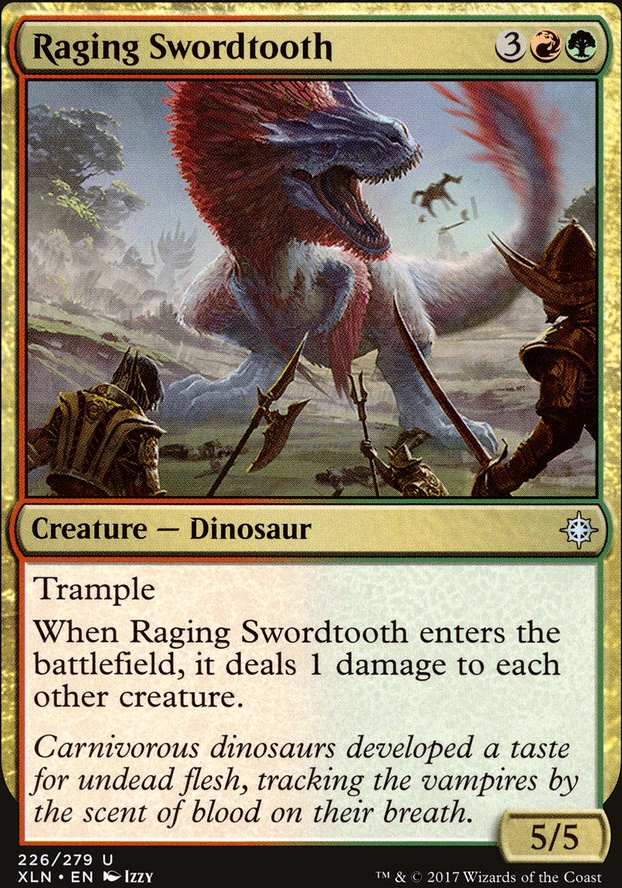 Raging Swordtooth 3
Creature — Dinosaur
Trample
When Raging Swordtooth enters the
battlefield, it deals 1 damage to each
other creature.
Carnivorous dinosaurs developed a taste
for undead flesh, tracking the vampires by
the scent of blood on their breath.
5/5
226/279 U
XLN • EN Izzy
™ & © 2017 Wizards of the Coast